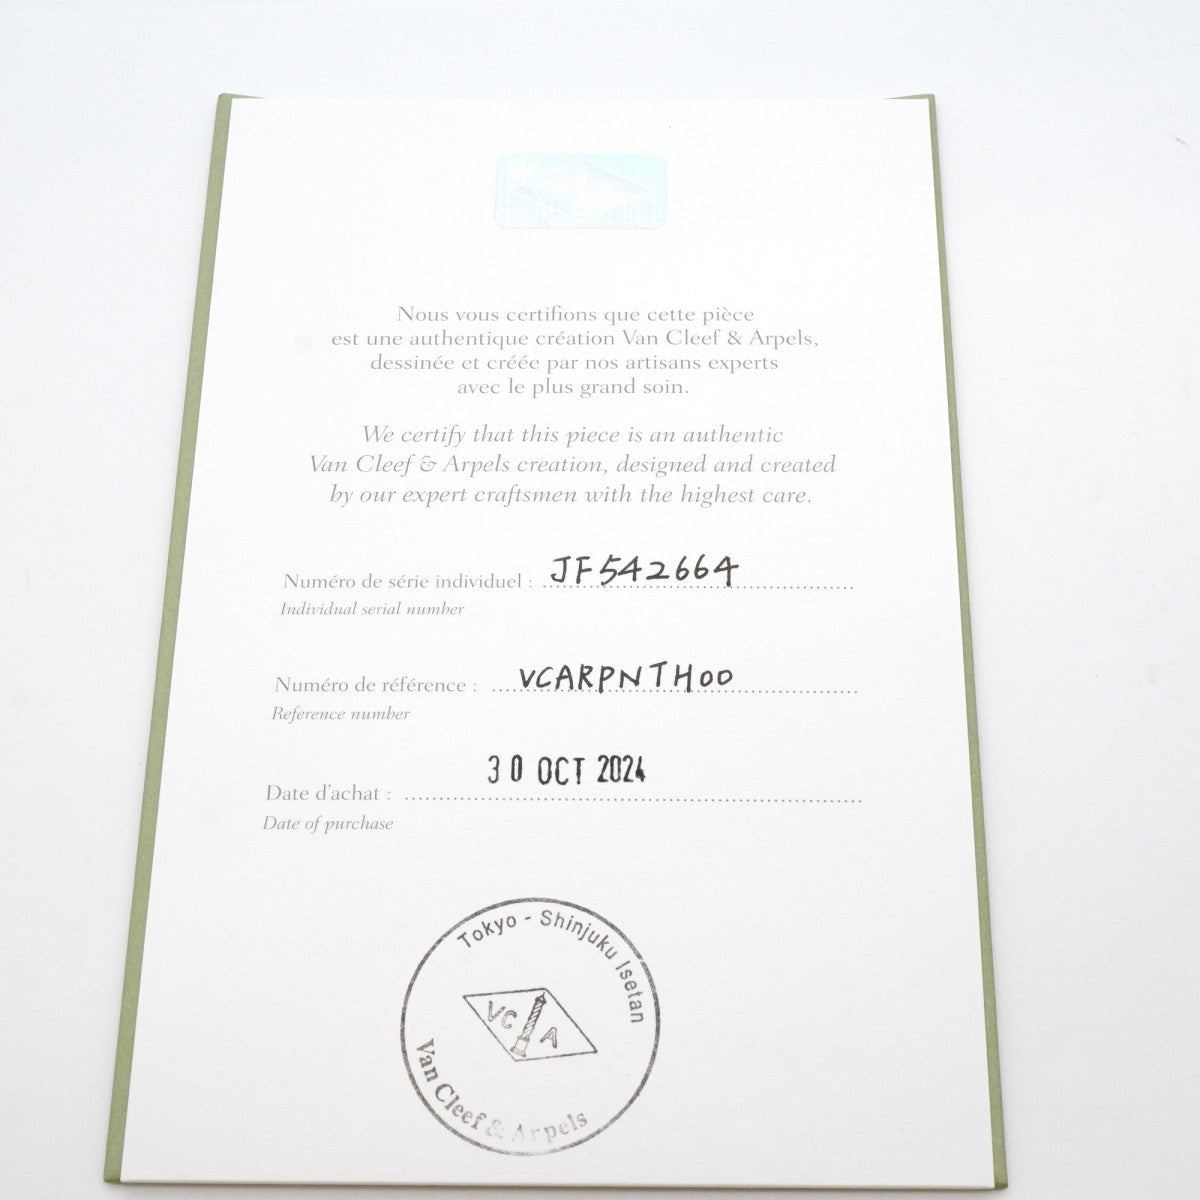 Nous vous certifions que cette pièce
est une authentique création Van Cleef & Arpels,
dessinée et créée par nos artisans experts
avec le plus grand soin.
We certify that this piece is an authentic
Van Cleef & Arpels creation, designed and created
by our expert craftsmen with the highest care.
Numéro de série individuel : JF542664
Individual serial number
Numéro de référence : VCARPNTH00
Reference number
30 OCT 2024
Date d'achat :
Date of purchase
Tokyo - Shinjuku Isetan
VC A
Van Cleef & Arpels